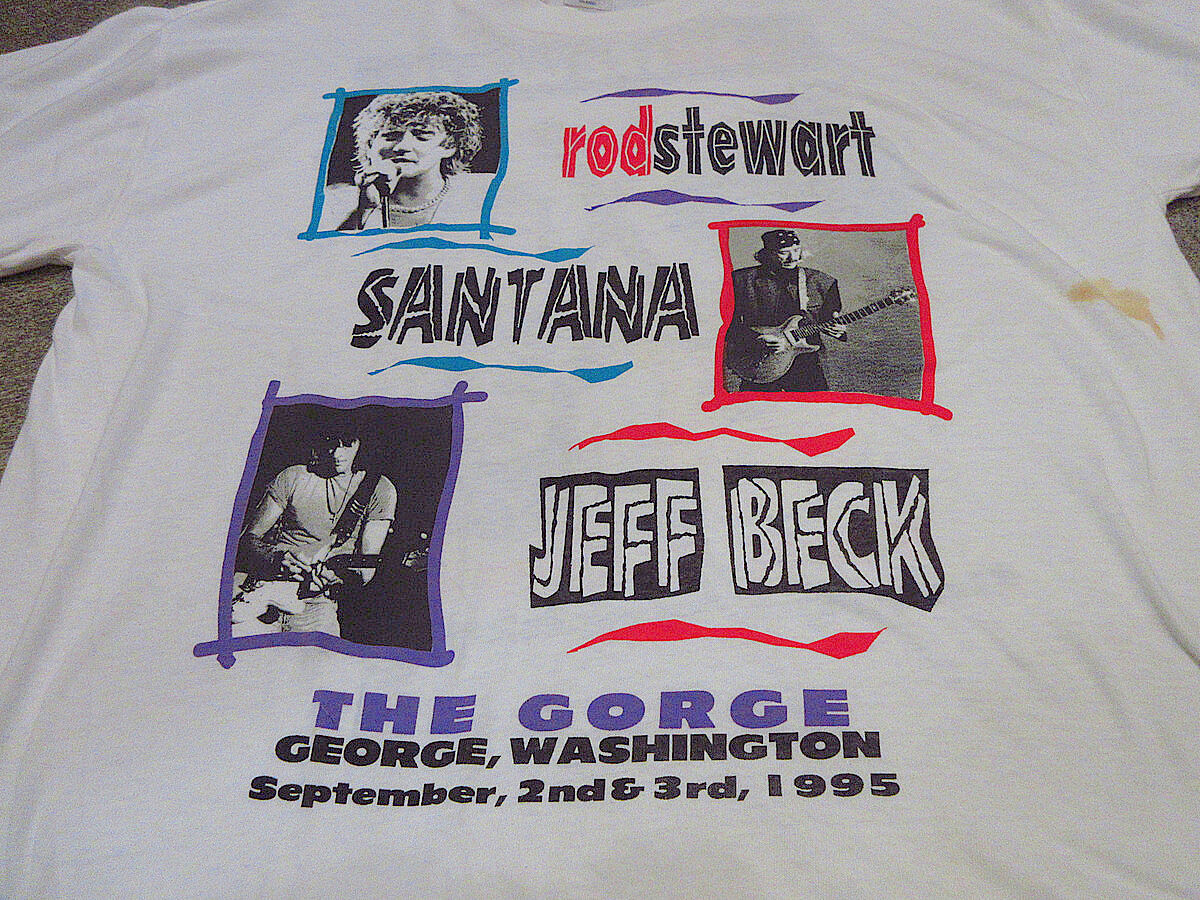 rodstewart
SANTANA
JEFF BECK
THE GORGE
GEORGE, WASHINGTON
September, 2nd & 3rd, 1995